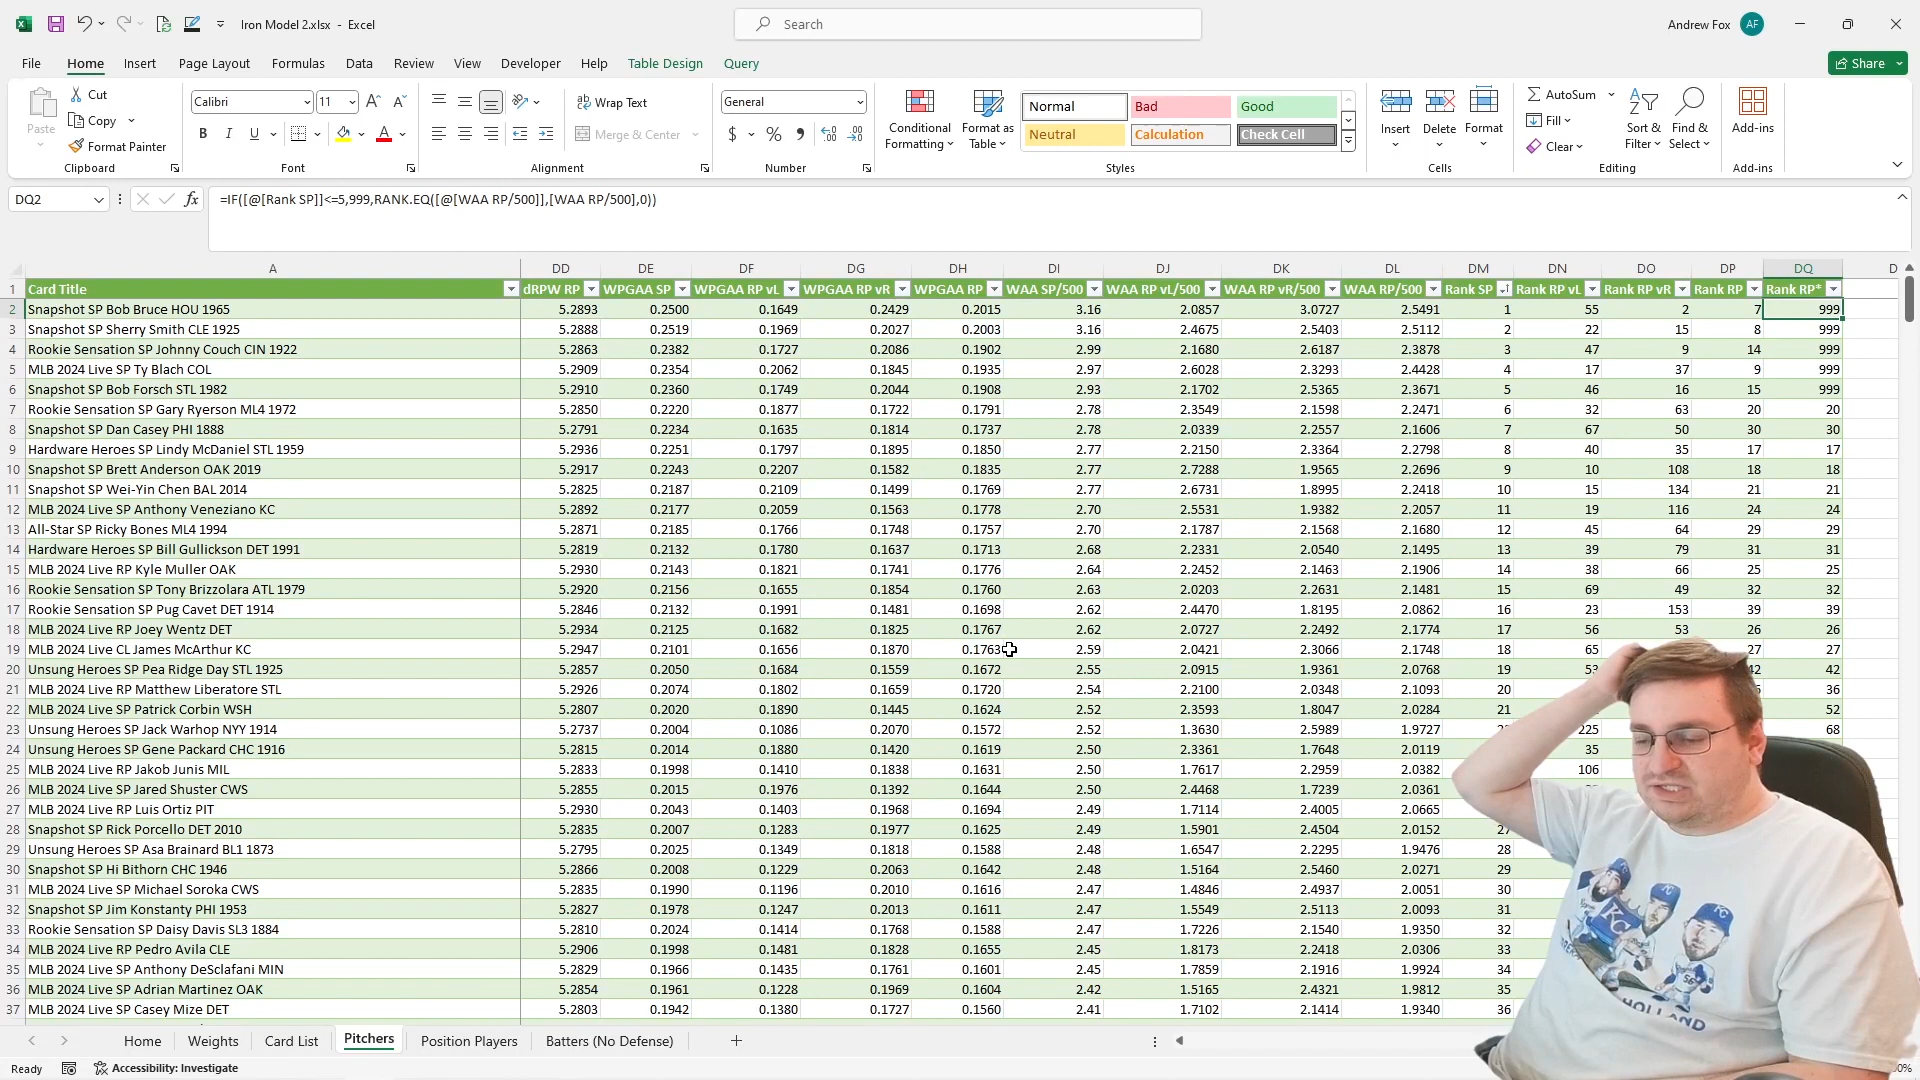 Iron Model 2.xlsx - Excel
Search
Andrew Fox
AF
File Home Insert Page Layout Formulas Data Review View Developer Help Table Design Query
Share
Paste
Cut
Copy
Format Painter
Clipboard
Calibri 11
B I U
Font
Wrap Text
Merge & Center
Alignment
General
$ % ,
Number
Conditional Formatting
Format as Table
Normal Bad Good
Neutral Calculation Check Cell
Styles
Insert Delete Format
Cells
AutoSum
Fill
Clear
Sort & Filter
Find & Select
Editing
Add-ins
Add-ins
DQ2
fx
=IF([@[Rank SP]]<=5,999,RANK.EQ([@[WAA RP/500]],[WAA RP/500],0))
A DD DE DF DG DH DI DJ DK DL DM DN DO DP DQ D
1 Card Title dRPW RP WPGAA SP WPGAA RP vL WPGAA RP vR WPGAA RP WAA SP/500 WAA RP vL/500 WAA RP vR/500 WAA RP/500 Rank SP Rank RP vL Rank RP vR Rank RP Rank RP*
2 Snapshot SP Bob Bruce HOU 1965 5.2893 0.2500 0.1649 0.2429 0.2015 3.16 2.0857 3.0727 2.5491 1 55 2 7 999
3 Snapshot SP Sherry Smith CLE 1925 5.2888 0.2519 0.1969 0.2027 0.2003 3.16 2.4675 2.5403 2.5112 2 22 15 8 999
4 Rookie Sensation SP Johnny Couch CIN 1922 5.2863 0.2382 0.1727 0.2086 0.1902 2.99 2.1680 2.6187 2.3878 3 47 9 14 999
5 MLB 2024 Live SP Ty Blach COL 5.2909 0.2354 0.2062 0.1845 0.1935 2.97 2.6028 2.3293 2.4428 4 17 37 9 999
6 Snapshot SP Bob Forsch STL 1982 5.2910 0.2360 0.1749 0.2044 0.1908 2.93 2.1702 2.5365 2.3671 5 46 16 15 999
7 Rookie Sensation SP Gary Ryerson ML4 1972 5.2850 0.2220 0.1877 0.1722 0.1791 2.78 2.3549 2.1598 2.2471 6 32 63 20 20
8 Snapshot SP Dan Casey PHI 1888 5.2791 0.2234 0.1635 0.1814 0.1737 2.78 2.0339 2.2557 2.1606 7 67 50 30 30
9 Hardware Heroes SP Lindy McDaniel STL 1959 5.2936 0.2251 0.1797 0.1895 0.1850 2.77 2.2150 2.3364 2.2798 8 40 35 17 17
10 Snapshot SP Brett Anderson OAK 2019 5.2917 0.2243 0.2207 0.1582 0.1835 2.77 2.7288 1.9565 2.2696 9 10 108 18 18
11 Snapshot SP Wei-Yin Chen BAL 2014 5.2825 0.2187 0.2109 0.1499 0.1769 2.77 2.6731 1.8995 2.2418 10 15 134 21 21
12 MLB 2024 Live SP Anthony Veneziano KC 5.2892 0.2177 0.2059 0.1563 0.1778 2.70 2.5531 1.9382 2.2057 11 19 116 24 24
13 All-Star SP Ricky Bones ML4 1994 5.2871 0.2185 0.1766 0.1748 0.1757 2.70 2.1787 2.1568 2.1680 12 45 64 29 29
14 Hardware Heroes SP Bill Gullickson DET 1991 5.2819 0.2132 0.1780 0.1637 0.1713 2.68 2.2331 2.0540 2.1495 13 39 79 31 31
15 MLB 2024 Live RP Kyle Muller OAK 5.2930 0.2143 0.1821 0.1741 0.1776 2.64 2.2452 2.1463 2.1906 14 38 66 25 25
16 Rookie Sensation SP Tony Brizzolara ATL 1979 5.2920 0.2156 0.1655 0.1854 0.1760 2.63 2.0203 2.2631 2.1481 15 69 49 32 32
17 Rookie Sensation SP Pug Cavet DET 1914 5.2846 0.2132 0.1991 0.1481 0.1698 2.62 2.4470 1.8195 2.0862 16 23 153 39 39
18 MLB 2024 Live RP Joey Wentz DET 5.2934 0.2125 0.1682 0.1825 0.1767 2.62 2.0727 2.2492 2.1774 17 56 53 26 26
19 MLB 2024 Live CL James McArthur KC 5.2947 0.2101 0.1656 0.1870 0.1763 2.59 2.0421 2.3066 2.1748 18 65 27 27
20 Unsung Heroes SP Pea Ridge Day STL 1925 5.2857 0.2050 0.1684 0.1559 0.1672 2.55 2.0915 1.9361 2.0768 19 42
21 MLB 2024 Live RP Matthew Liberatore STL 5.2926 0.2074 0.1802 0.1659 0.1720 2.54 2.2100 2.0348 2.1093 20 36
22 MLB 2024 Live SP Patrick Corbin WSH 5.2807 0.2020 0.1890 0.1445 0.1624 2.52 2.3593 1.8047 2.0284 21 52
23 Unsung Heroes SP Jack Warhop NYY 1914 5.2737 0.2004 0.1086 0.2070 0.1572 2.52 1.3630 2.5989 1.9727 225 68
24 Unsung Heroes SP Gene Packard CHC 1916 5.2815 0.2014 0.1880 0.1420 0.1619 2.50 2.3361 1.7648 2.0119 35
25 MLB 2024 Live RP Jakob Junis MIL 5.2833 0.1998 0.1410 0.1838 0.1631 2.50 1.7617 2.2959 2.0382 106
26 MLB 2024 Live SP Jared Shuster CWS 5.2855 0.2015 0.1976 0.1392 0.1644 2.50 2.4468 1.7239 2.0361
27 MLB 2024 Live RP Luis Ortiz PIT 5.2930 0.2043 0.1403 0.1968 0.1694 2.49 1.7114 2.4005 2.0665
28 Snapshot SP Rick Porcello DET 2010 5.2835 0.2007 0.1283 0.1977 0.1625 2.49 1.5901 2.4504 2.0152 27
29 Unsung Heroes SP Asa Brainard BL1 1873 5.2795 0.2025 0.1349 0.1818 0.1588 2.48 1.6547 2.2295 1.9476 28
30 Snapshot SP Hi Bithorn CHC 1946 5.2866 0.2008 0.1229 0.2063 0.1642 2.48 1.5164 2.5460 2.0271 29
31 MLB 2024 Live SP Michael Soroka CWS 5.2835 0.1990 0.1196 0.2010 0.1616 2.47 1.4846 2.4937 2.0051 30
32 Snapshot SP Jim Konstanty PHI 1953 5.2827 0.1978 0.1247 0.2013 0.1611 2.47 1.5549 2.5113 2.0093 31
33 Rookie Sensation SP Daisy Davis SL3 1884 5.2810 0.2024 0.1414 0.1768 0.1588 2.47 1.7226 2.1540 1.9350 32
34 MLB 2024 Live RP Pedro Avila CLE 5.2906 0.1998 0.1481 0.1828 0.1655 2.45 1.8173 2.2418 2.0306 33
35 MLB 2024 Live SP Anthony DeSclafani MIN 5.2829 0.1966 0.1435 0.1761 0.1601 2.45 1.7859 2.1916 1.9924 34
36 MLB 2024 Live SP Adrian Martinez OAK 5.2854 0.1961 0.1228 0.1969 0.1604 2.42 1.5165 2.4321 1.9812 35
37 MLB 2024 Live SP Casey Mize DET 5.2803 0.1942 0.1380 0.1727 0.1560 2.41 1.7102 2.1414 1.9340 36
HOLLAND
Home Weights Card List Pitchers Position Players Batters (No Defense)
Ready Accessibility: Investigate